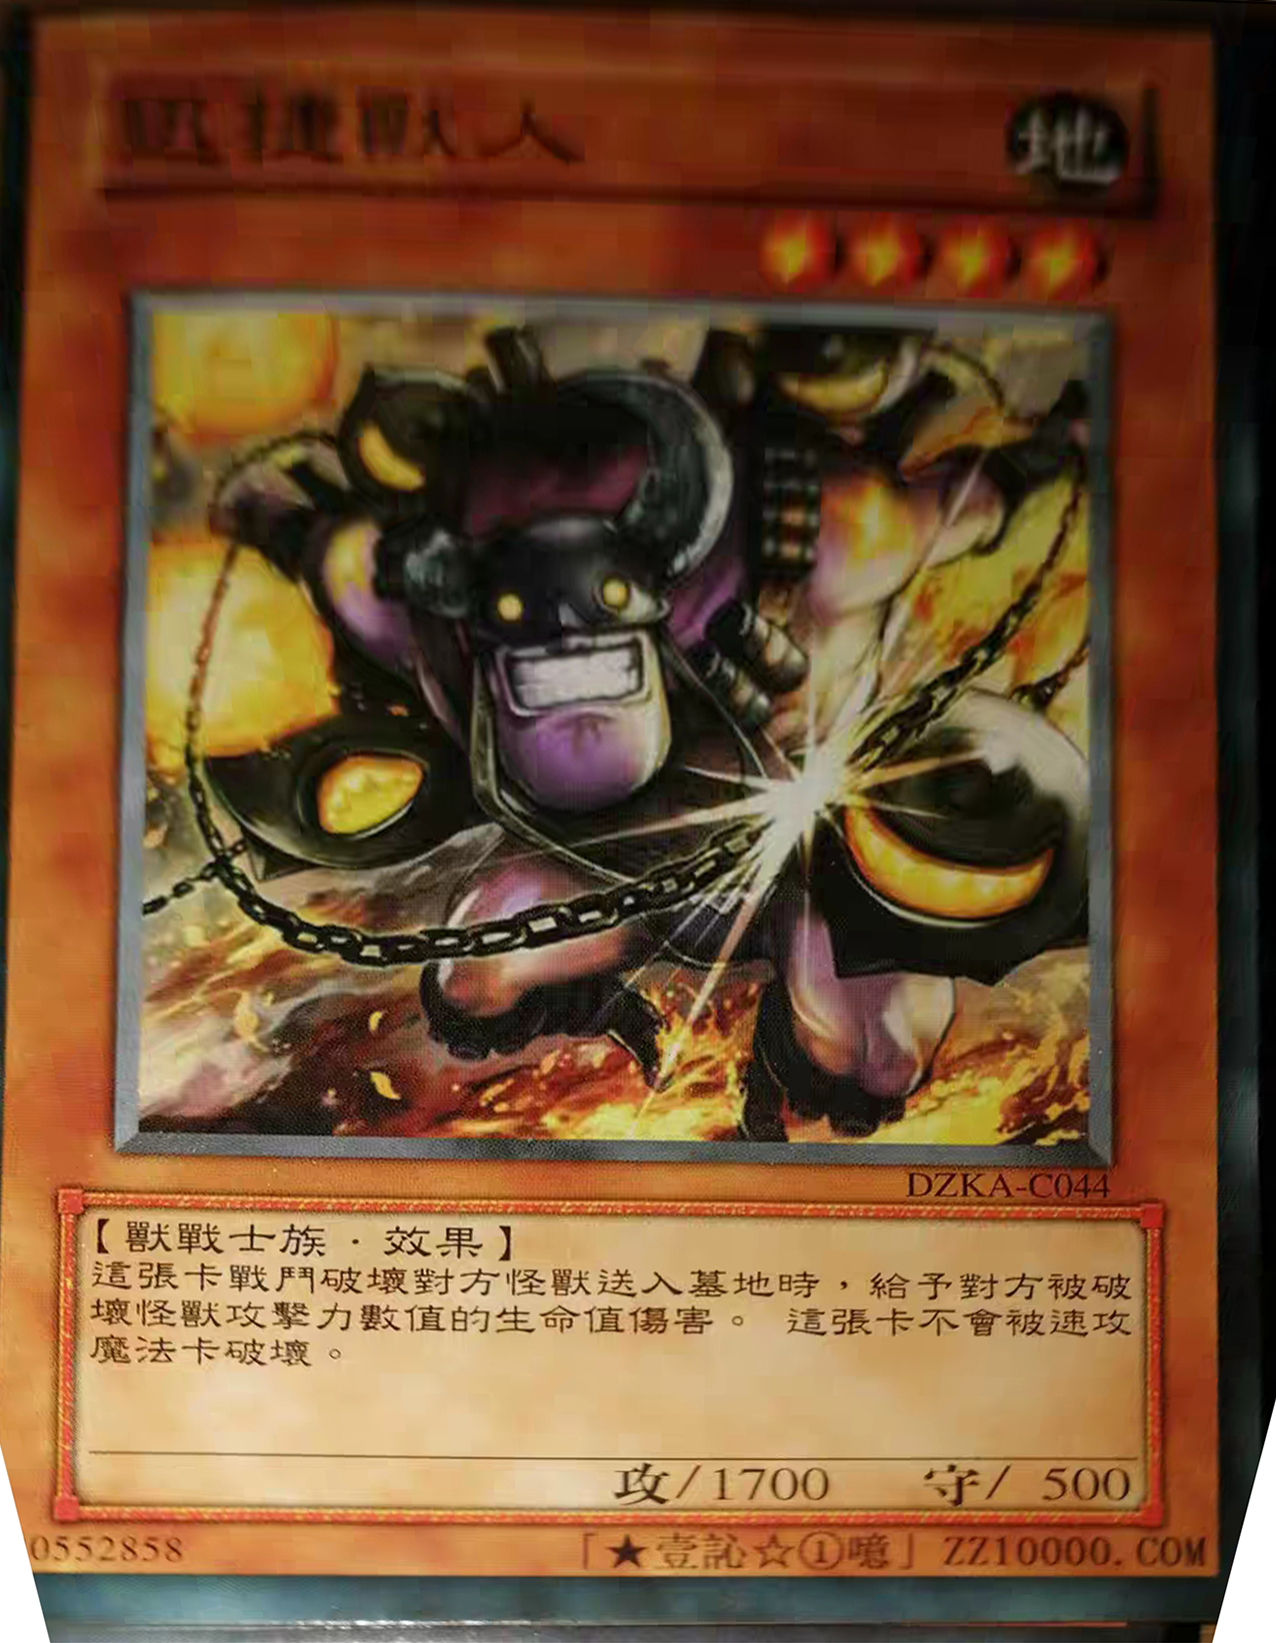 獸人
地
DZKA-C044
【獸戰士族·效果】
這張卡戰鬥破壞對方怪獸送入墓地時，給予對方被破
壞怪獸攻擊力數值的生命值傷害。 這張卡不會被速攻
魔法卡破壞。
攻/1700 守/ 500
0552858 「★壹訫☆①噫」ZZ10000.COM